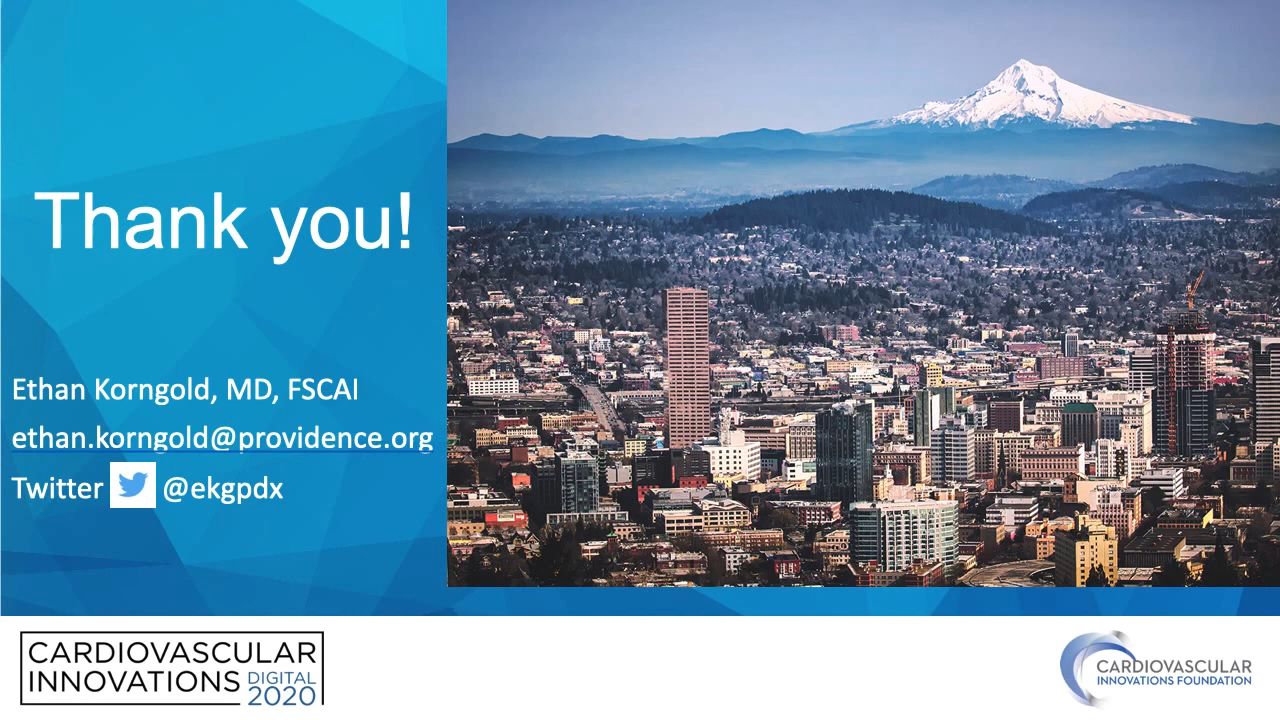 Thank you!
Ethan Korngold, MD, FSCAI
ethan.korngold@providence.org
Twitter @ekgpdx
CARDIOVASCULAR
INNOVATIONS DIGITAL
2020
CARDIOVASCULAR
INNOVATIONS FOUNDATION